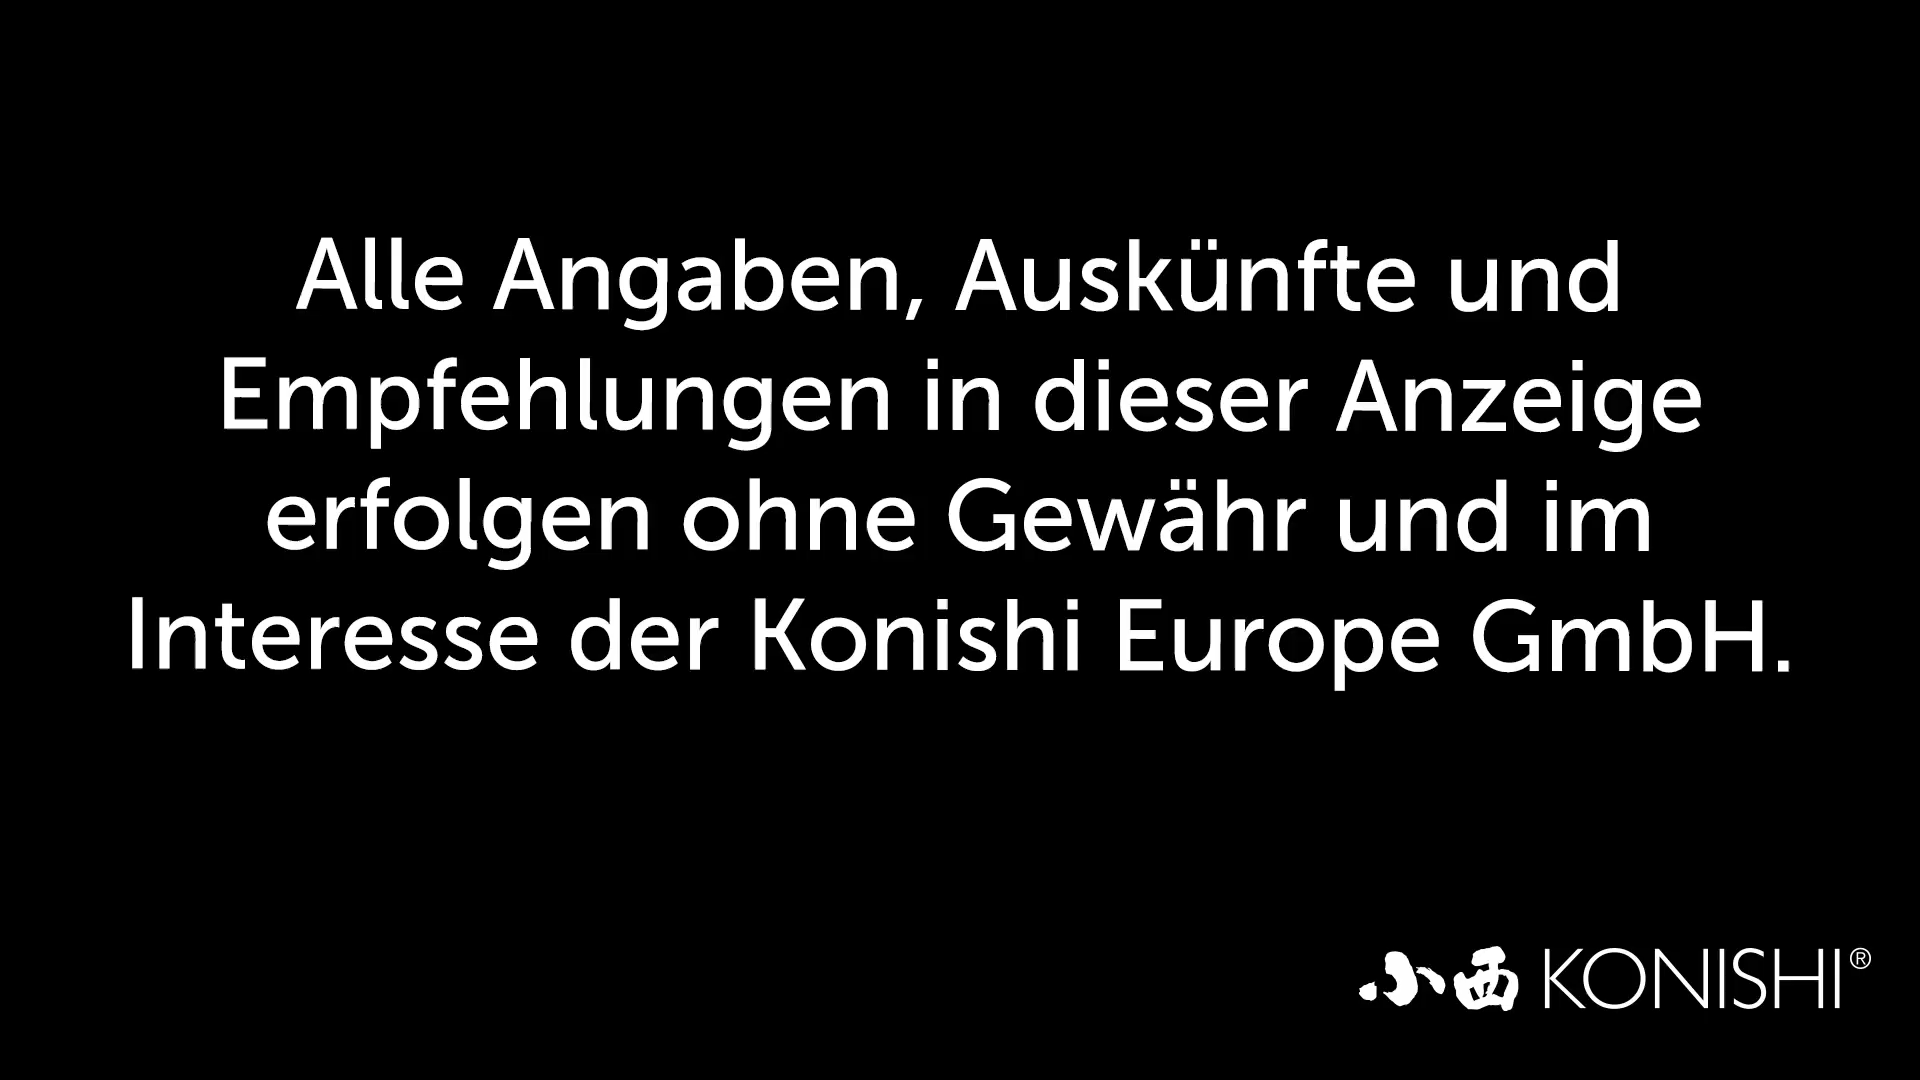 Alle Angaben, Auskünfte und
Empfehlungen in dieser Anzeige
erfolgen ohne Gewähr und im
Interesse der Konishi Europe GmbH.
小西 KONISHI®